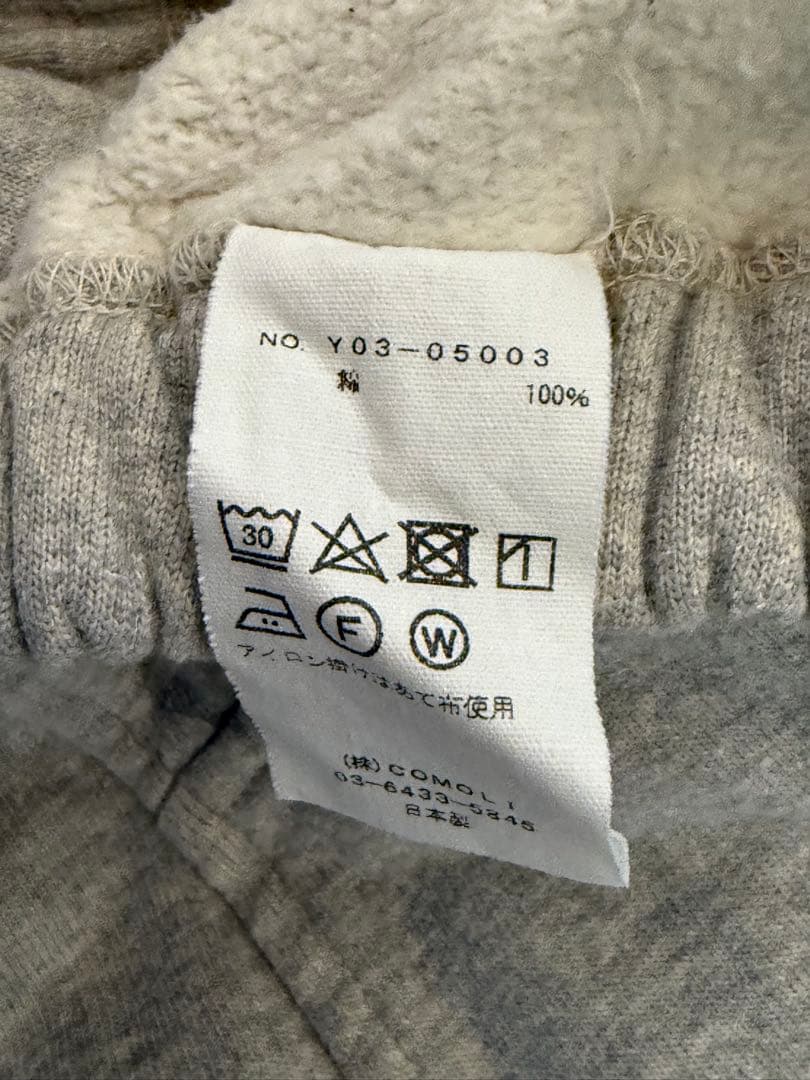 NO. Y03-05003
綿 100%
30
F W
アイロン掛けはあて布使用
(株)COMOLI
03-6433-5345
日本製